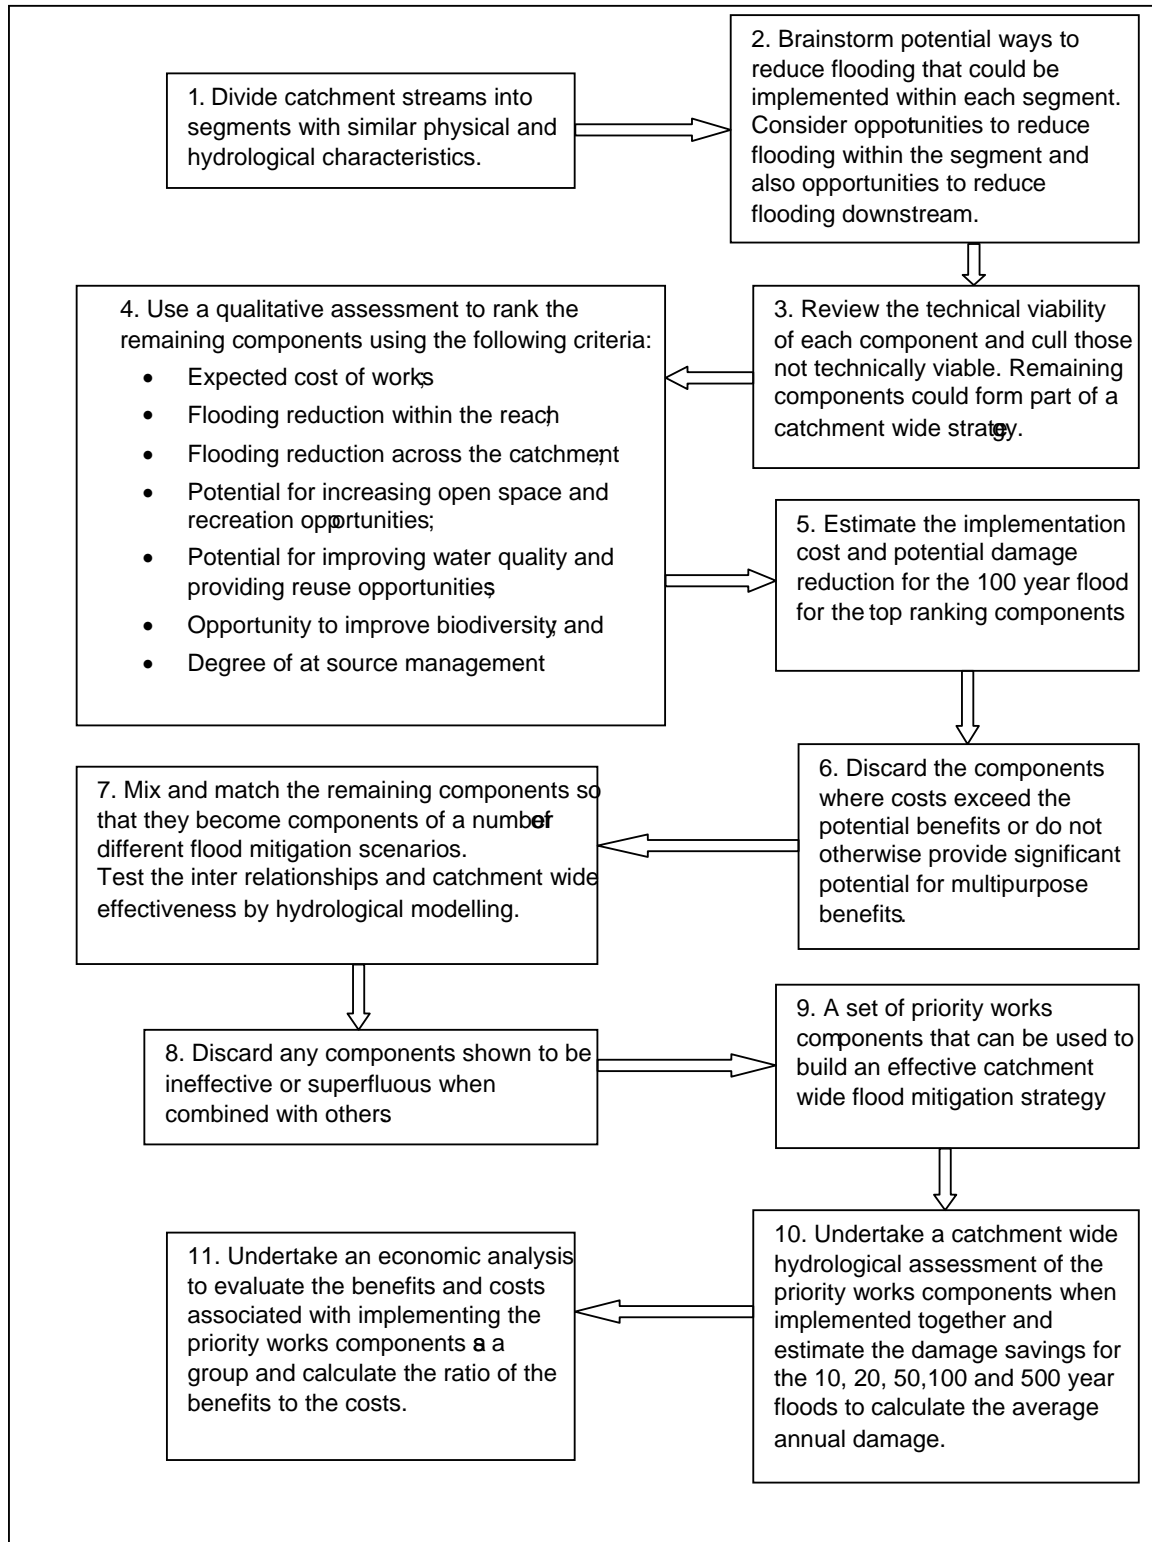 1. Divide catchment streams into
segments with similar physical and
hydrological characteristics.
2. Brainstorm potential ways to
reduce flooding that could be
implemented within each segment.
Consider opportunities to reduce
flooding within the segment and
also opportunities to reduce
flooding downstream.
3. Review the technical viability
of each component and cull those
not technically viable. Remaining
components could form part of a
catchment wide strategy.
4. Use a qualitative assessment to rank the
remaining components using the following criteria:
• Expected cost of works;
• Flooding reduction within the reach;
• Flooding reduction across the catchment;
• Potential for increasing open space and
recreation opportunities;
• Potential for improving water quality and
providing reuse opportunities;
• Opportunity to improve biodiversity; and
• Degree of at source management
5. Estimate the implementation
cost and potential damage
reduction for the 100 year flood
for the top ranking components.
6. Discard the components
where costs exceed the
potential benefits or do not
otherwise provide significant
potential for multipurpose
benefits.
7. Mix and match the remaining components so
that they become components of a number of
different flood mitigation scenarios.
Test the inter relationships and catchment wide
effectiveness by hydrological modelling.
8. Discard any components shown to be
ineffective or superfluous when
combined with others.
9. A set of priority works
components that can be used to
build an effective catchment
wide flood mitigation strategy
10. Undertake a catchment wide
hydrological assessment of the
priority works components when
implemented together and
estimate the damage savings for
the 10, 20, 50,100 and 500 year
floods to calculate the average
annual damage.
11. Undertake an economic analysis
to evaluate the benefits and costs
associated with implementing the
priority works components as a
group and calculate the ratio of the
benefits to the costs.